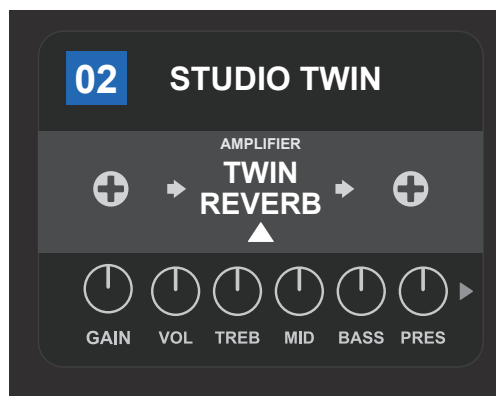 02 STUDIO TWIN
AMPLIFIER
TWIN
REVERB
GAIN VOL TREB MID BASS PRES